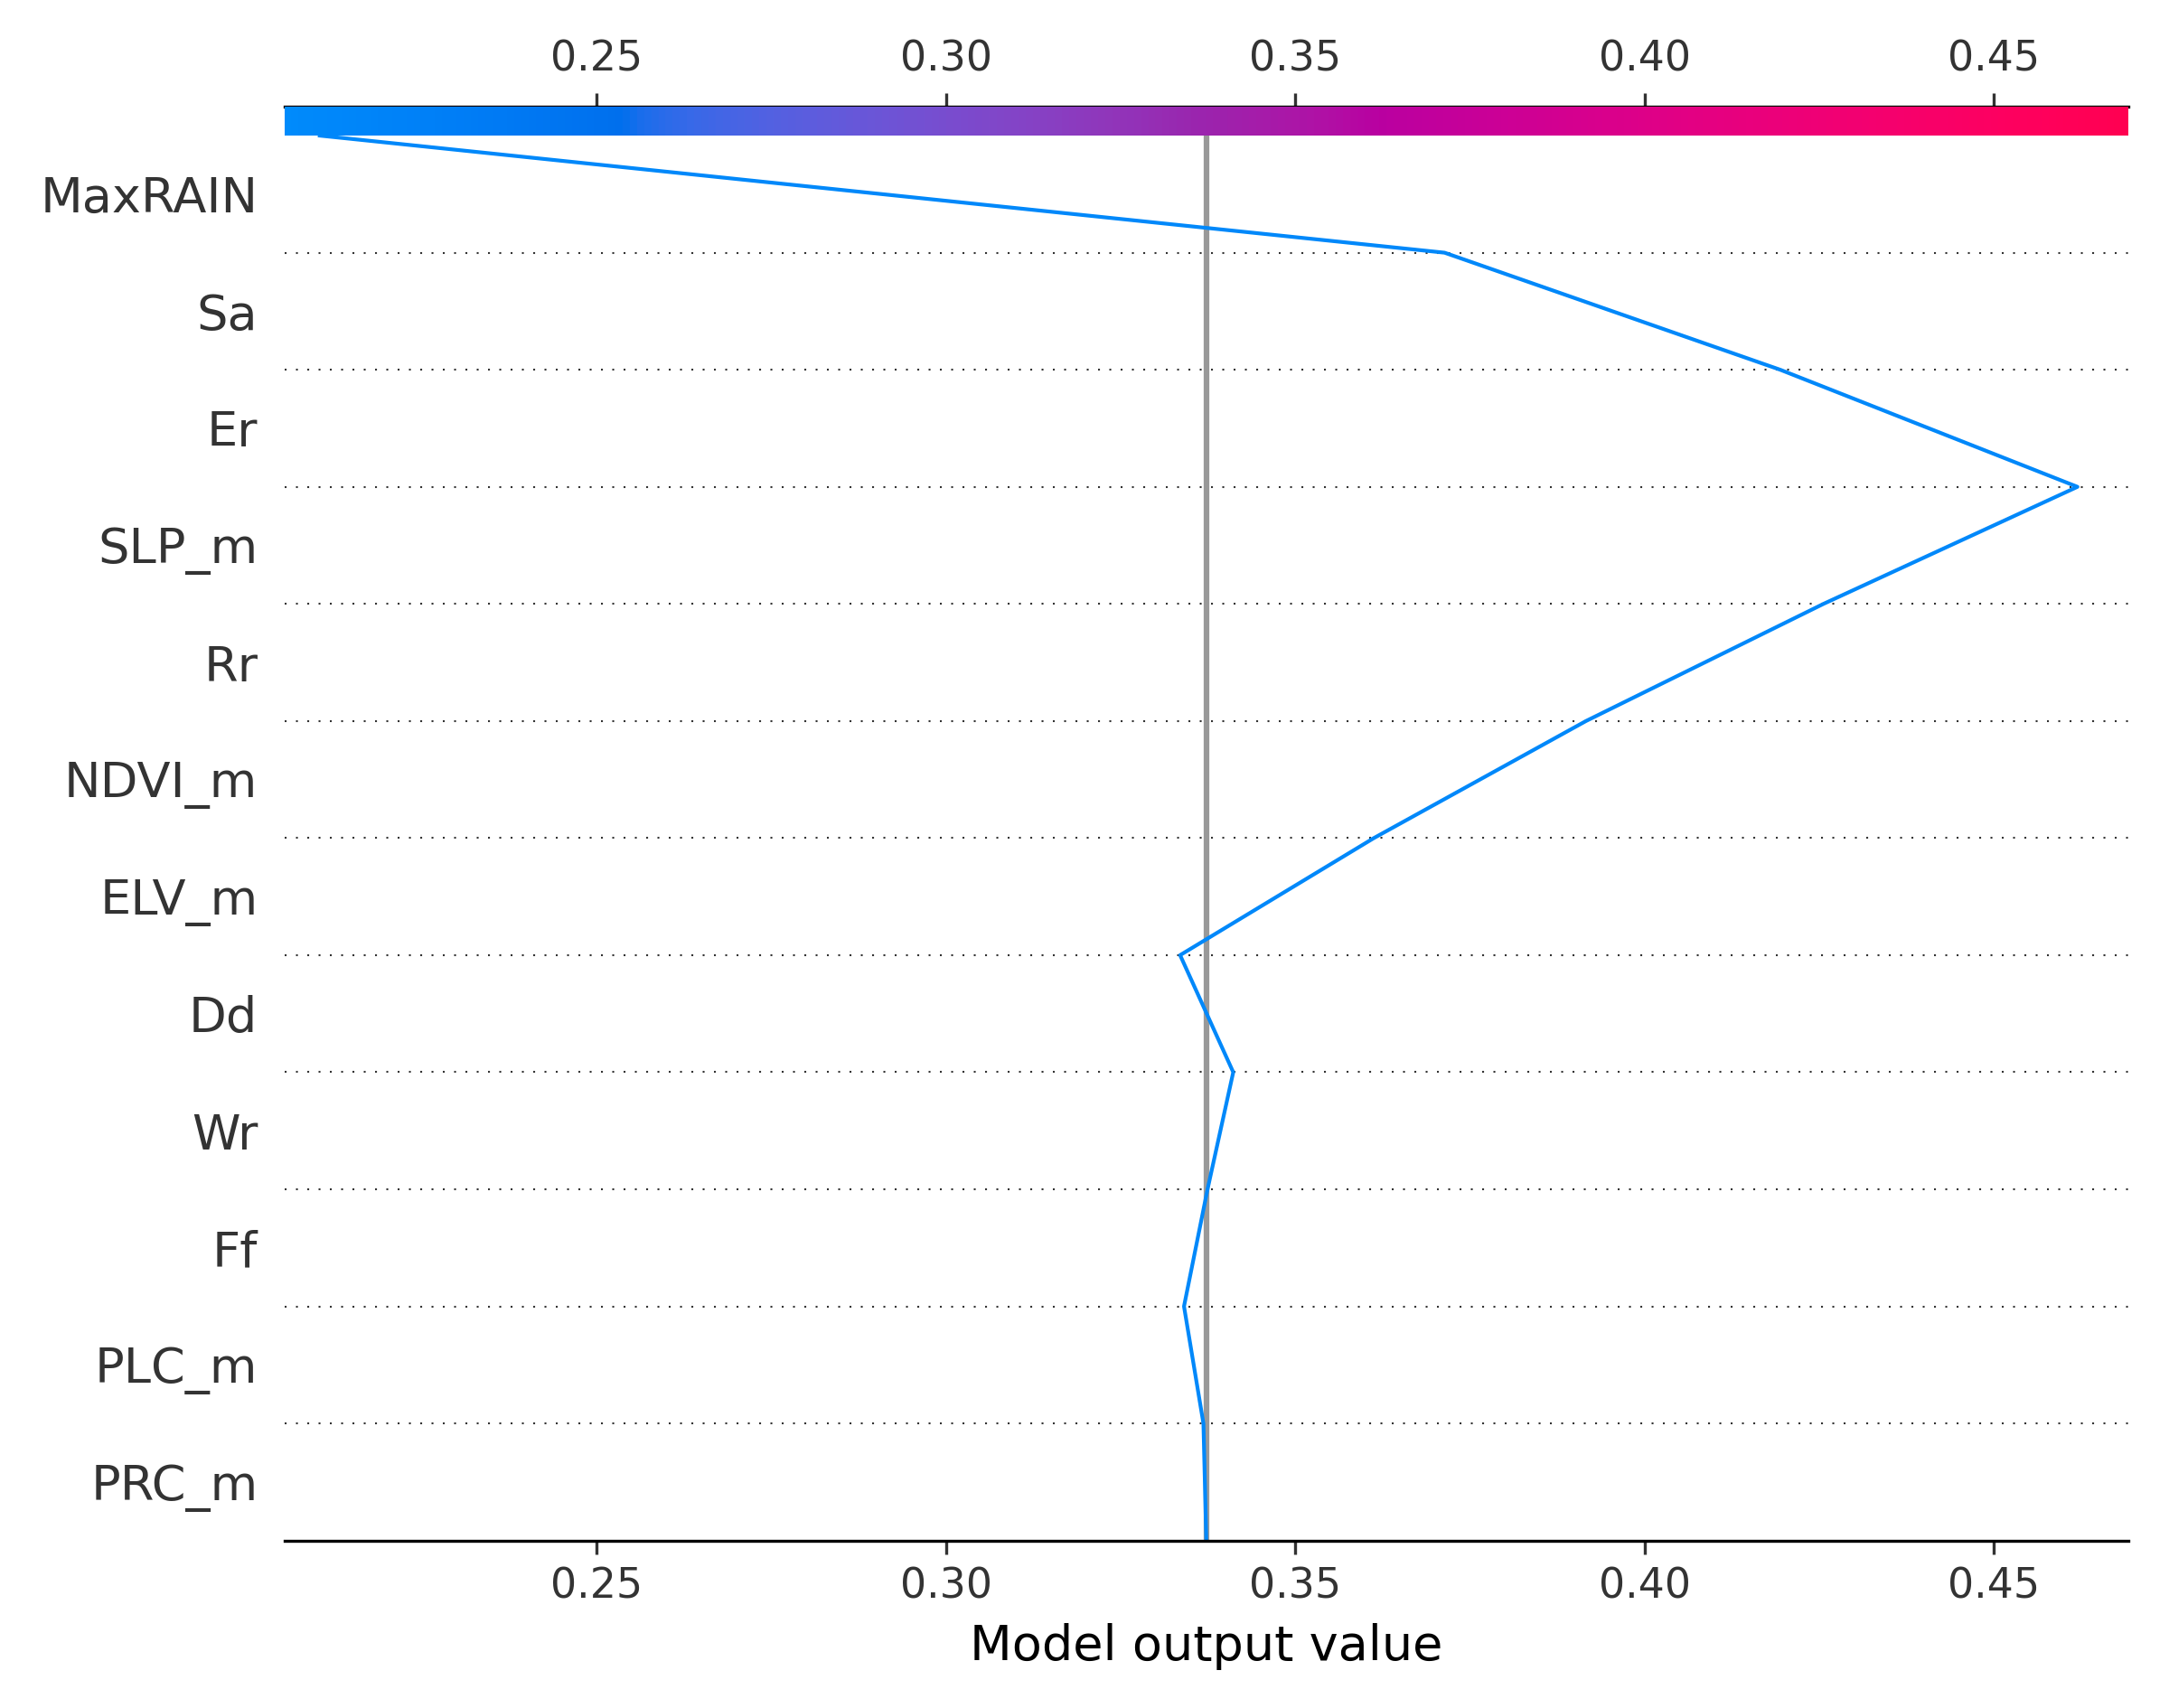 0.25 0.30 0.35 0.40 0.45
MaxRAIN
Sa
Er
SLP_m
Rr
NDVI_m
ELV_m
Dd
Wr
Ff
PLC_m
PRC_m
0.25 0.30 0.35 0.40 0.45
Model output value